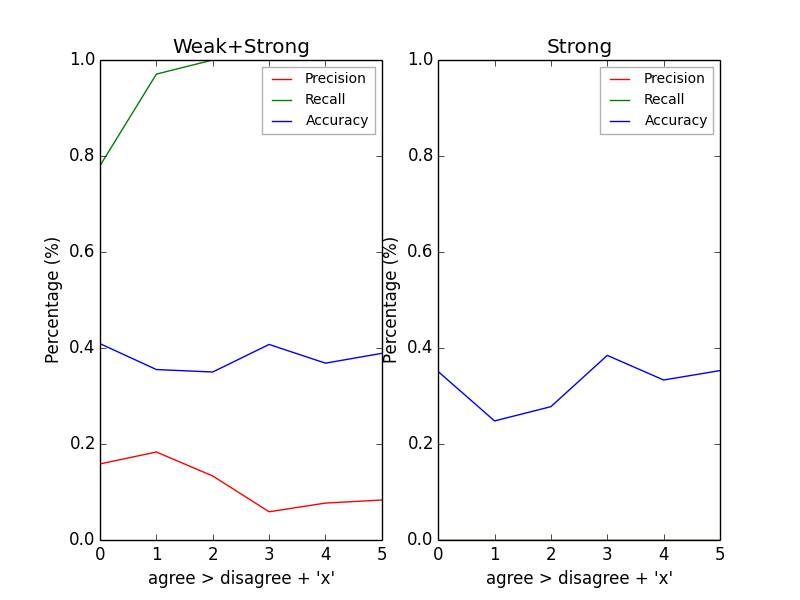 Weak+Strong
1.0
0.8
0.6
0.4
0.2
0.0
0 1 2 3 4 5
Percentage (%)
agree > disagree + 'x'
Precision
Recall
Accuracy
Strong
1.0
0.8
0.6
0.4
0.2
0.0
0 1 2 3 4 5
Percentage (%)
agree > disagree + 'x'
Precision
Recall
Accuracy